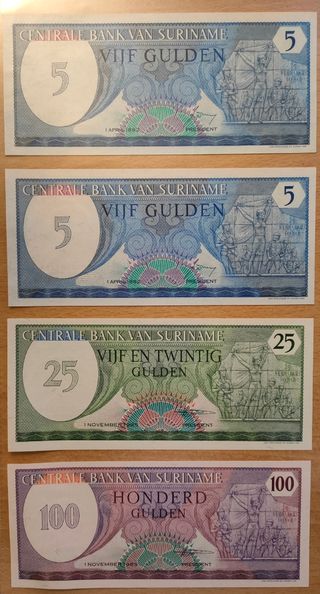 CENTRALE BANK VAN SURINAME
5
5
VIJF GULDEN
1 APRIL 1982
PRESIDENT
CENTRALE BANK VAN SURINAME
5
5
VIJF GULDEN
1 APRIL 1982
PRESIDENT
CENTRALE BANK VAN SURINAME
25
25
VIJF EN TWINTIG
GULDEN
1 NOVEMBER 1985
PRESIDENT
CENTRALE BANK VAN SURINAME
100
100
HONDERD
GULDEN
1 NOVEMBER 1985
PRESIDENT